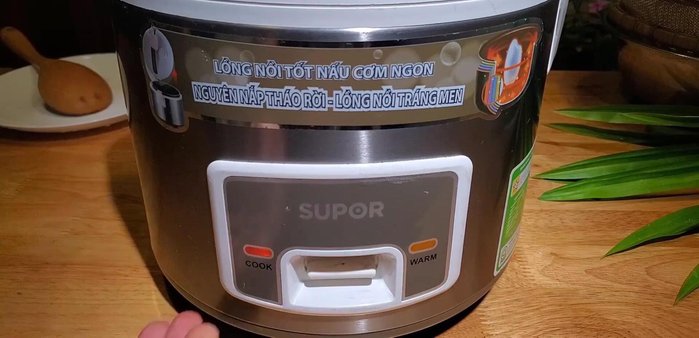 LÒNG NỒI TỐT NẤU CƠM NGON
NGUYÊN NẮP THÁO RỜI - LÒNG NỒI TRÁNG MEN
SUPOR
COOK
WARM